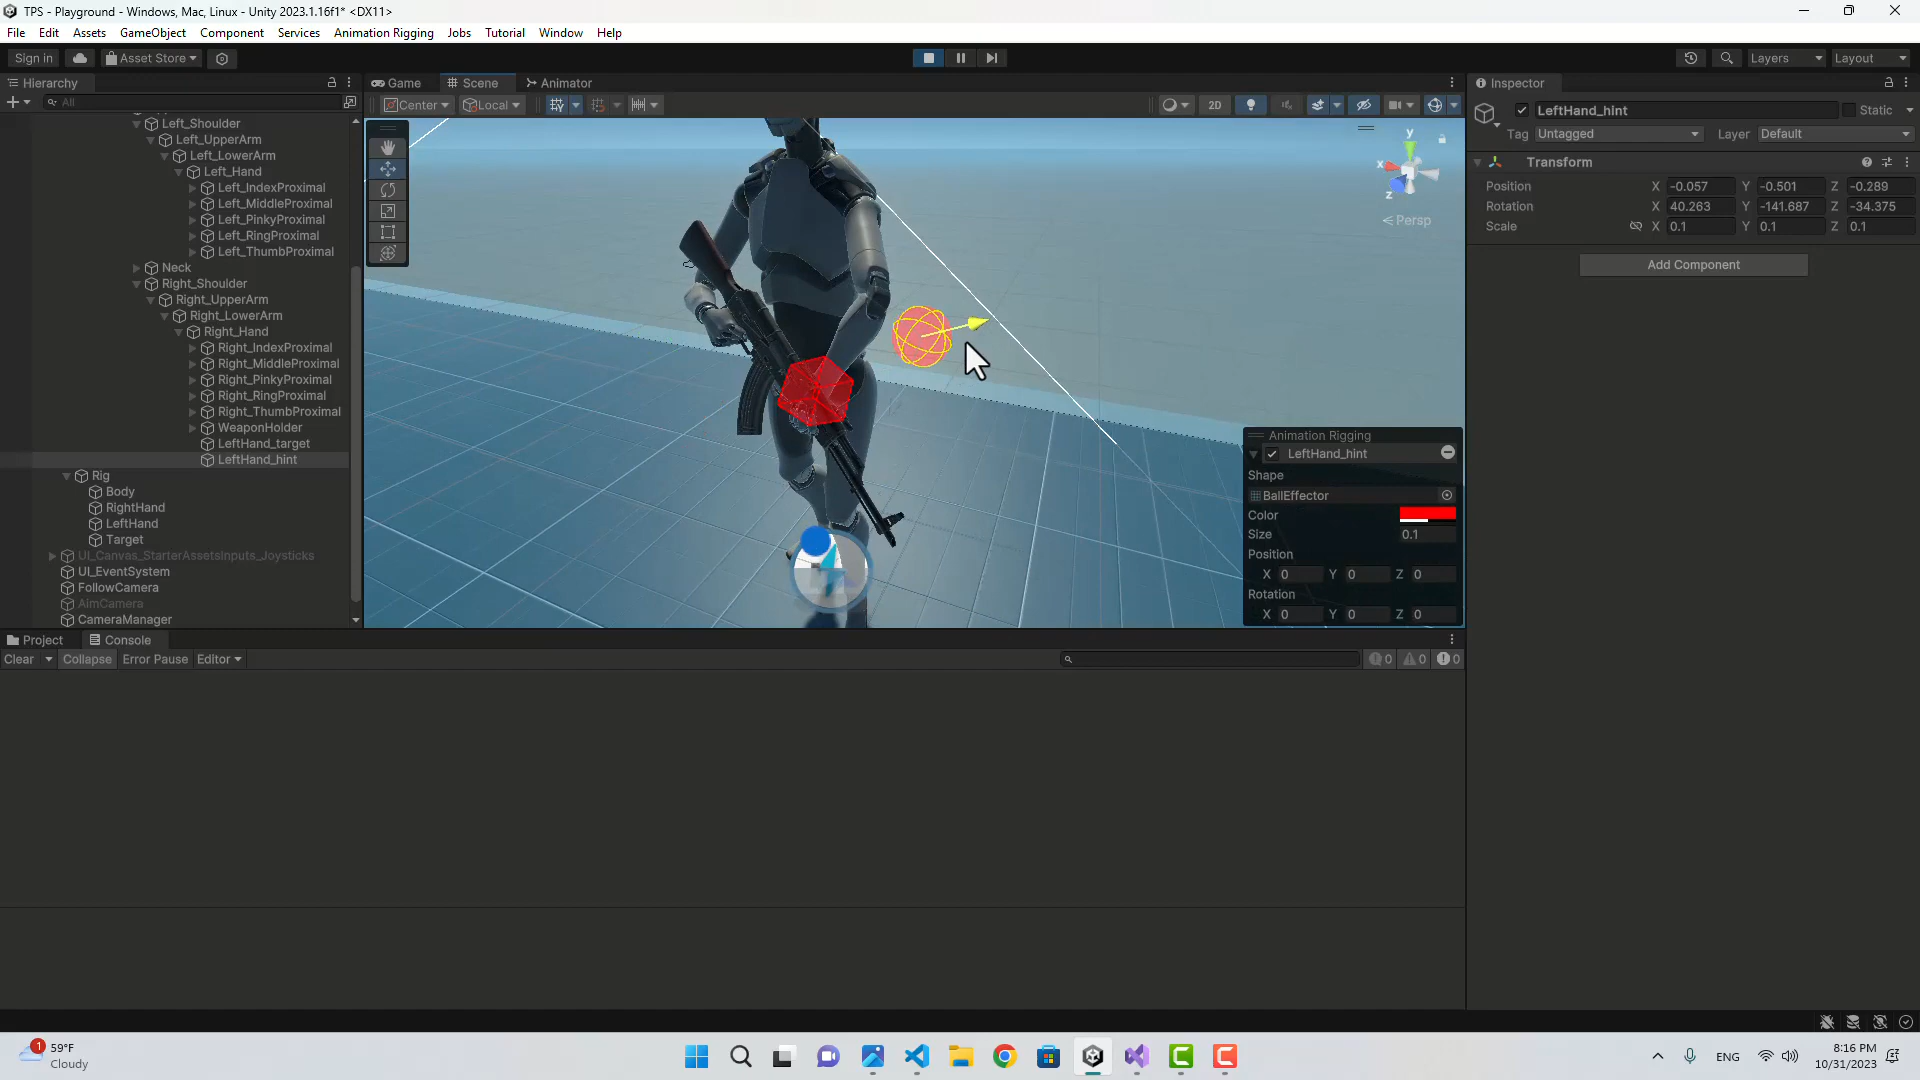 TPS - Playground - Windows, Mac, Linux - Unity 2023.1.16f1* <DX11>
File Edit Assets GameObject Component Services Animation Rigging Jobs Tutorial Window Help
Sign in Asset Store Layers Layout
Hierarchy Game Scene Animator Inspector
All Center Local 2D LeftHand_hint Static
Tag Untagged Layer Default
Left_Shoulder
Left_UpperArm
Left_LowerArm
Left_Hand
Left_IndexProximal
Left_MiddleProximal
Left_PinkyProximal
Left_RingProximal
Left_ThumbProximal
Neck
Right_Shoulder
Right_UpperArm
Right_LowerArm
Right_Hand
Right_IndexProximal
Right_MiddleProximal
Right_PinkyProximal
Right_RingProximal
Right_ThumbProximal
WeaponHolder
LeftHand_target
LeftHand_hint
Rig
Body
RightHand
LeftHand
Target
UI_Canvas_StarterAssetsInputs_Joysticks
UI_EventSystem
FollowCamera
AimCamera
CameraManager
y
x
z
Persp
Animation Rigging
LeftHand_hint
Shape
BallEffector
Color
Size 0.1
Position
X 0 Y 0 Z 0
Rotation
X 0 Y 0 Z 0
Transform
Position X -0.057 Y -0.501 Z -0.289
Rotation X 40.263 Y -141.687 Z -34.375
Scale X 0.1 Y 0.1 Z 0.1
Add Component
Project Console
Clear Collapse Error Pause Editor 0 0 0
1 59°F
Cloudy
ENG
8:16 PM
10/31/2023